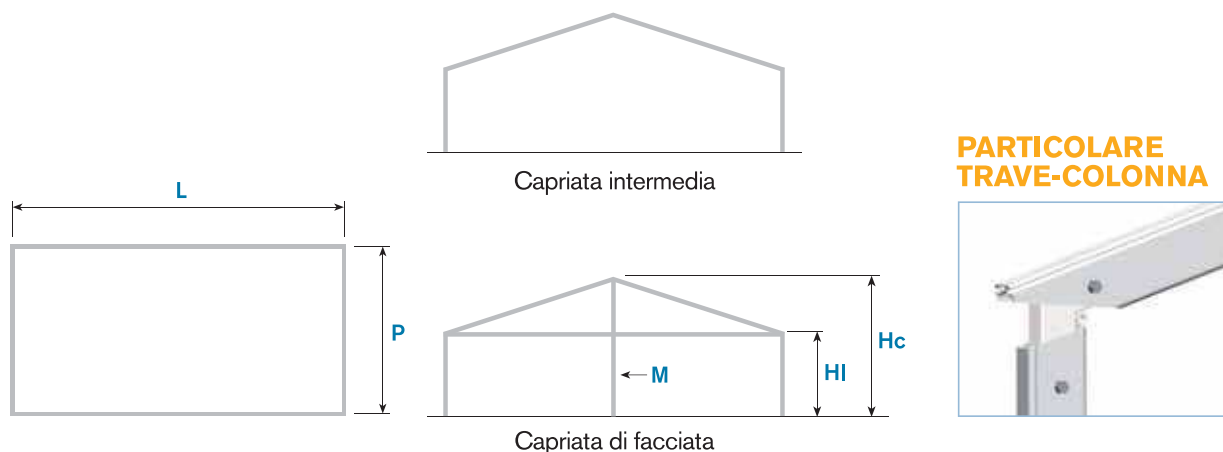 Capriata intermedia
PARTICOLARE
TRAVE-COLONNA
L
P
Hc
Hl
M
Capriata di facciata